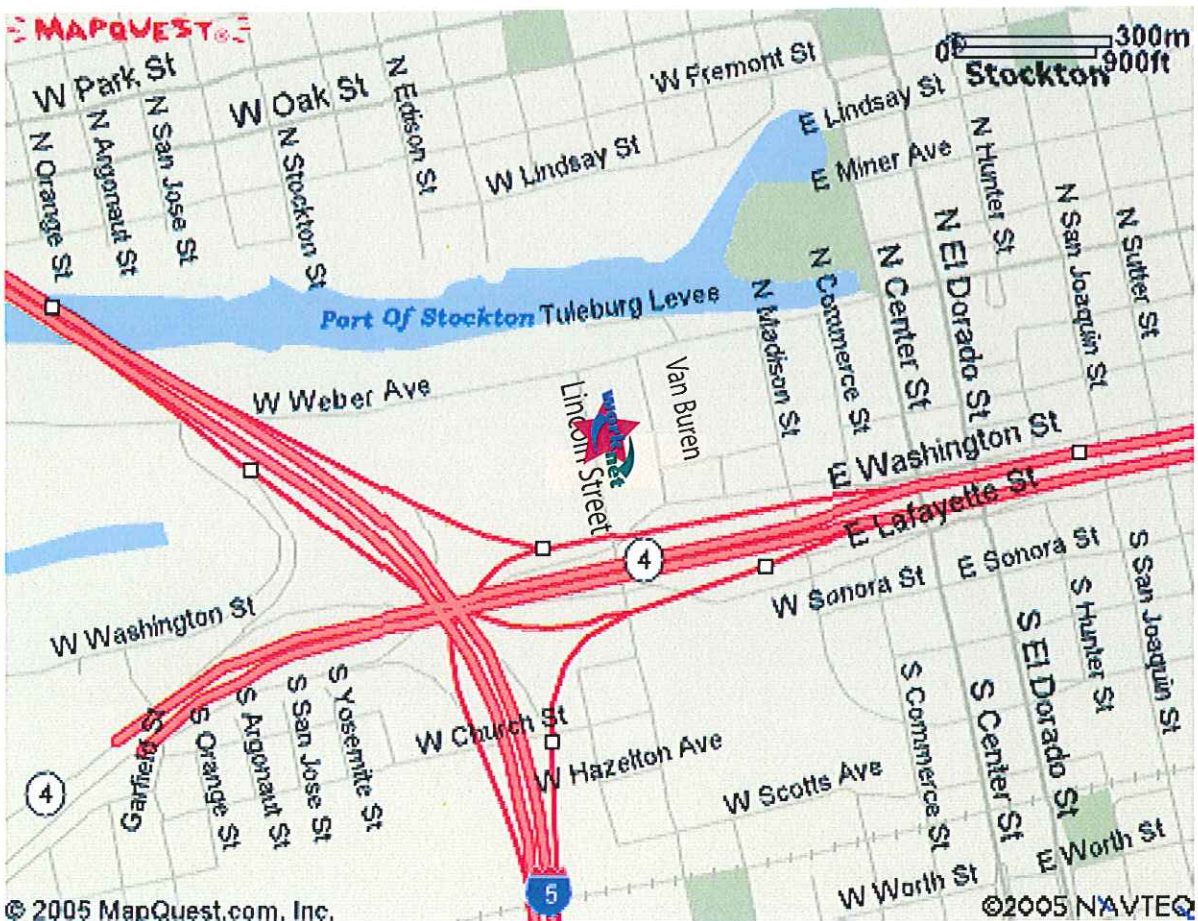 MAPQUEST®
300m
0
900ft
Stockton
W Park St
W Oak St
N Edison St
W Fremont St
E Lindsay St
N Orange St
N Argonaut St
N San Jose St
N Stockton St
W Lindsay St
E Miner Ave
N Hunter St
N San Joaquin St
N Sutter St
N El Dorado St
N Center St
N Commerce St
N Madison St
Port Of Stockton
Tuleburg Levee
W Weber Ave
Lincoln Street
work net
Van Buren
E Washington St
E Lafayette St
4
W Sonora St
E Sonora St
S San Joaquin St
S Hunter St
S El Dorado St
S Center St
S Commerce St
W Washington St
S Yosemite St
S San Jose St
S Argonaut St
S Orange St
Garfield St
W Church St
W Hazelton Ave
W Scotts Ave
4
5
E Worth St
W Worth St
© 2005 MapQuest.com, Inc.
©2005 NAVTEQ